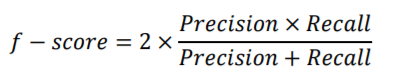 f − score = 2 × Precision × Recall / Precision + Recall